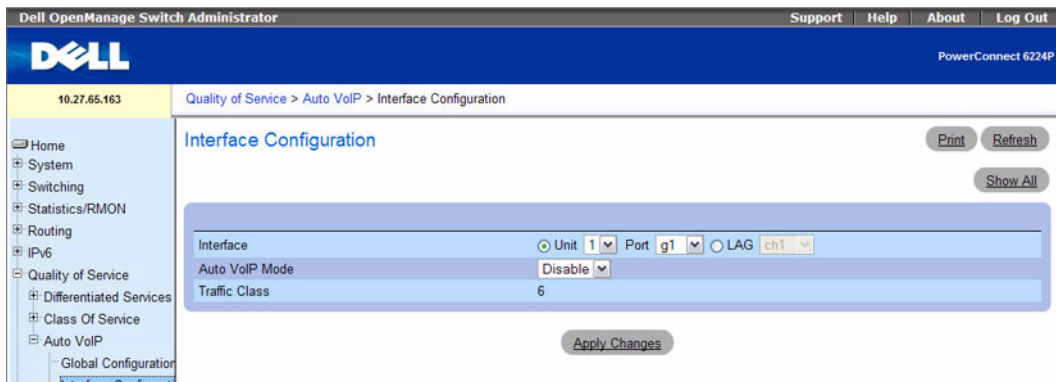 Dell OpenManage Switch Administrator
Support Help About Log Out
DELL
PowerConnect 6224P
10.27.65.163
Quality of Service > Auto VoIP > Interface Configuration
Home
System
Switching
Statistics/RMON
Routing
IPv6
Quality of Service
Differentiated Services
Class Of Service
Auto VoIP
Global Configuration
Interface Configuration
Print Refresh
Show All
Interface Unit 1 Port g1 LAG ch1
Auto VoIP Mode Disable
Traffic Class 6
Apply Changes